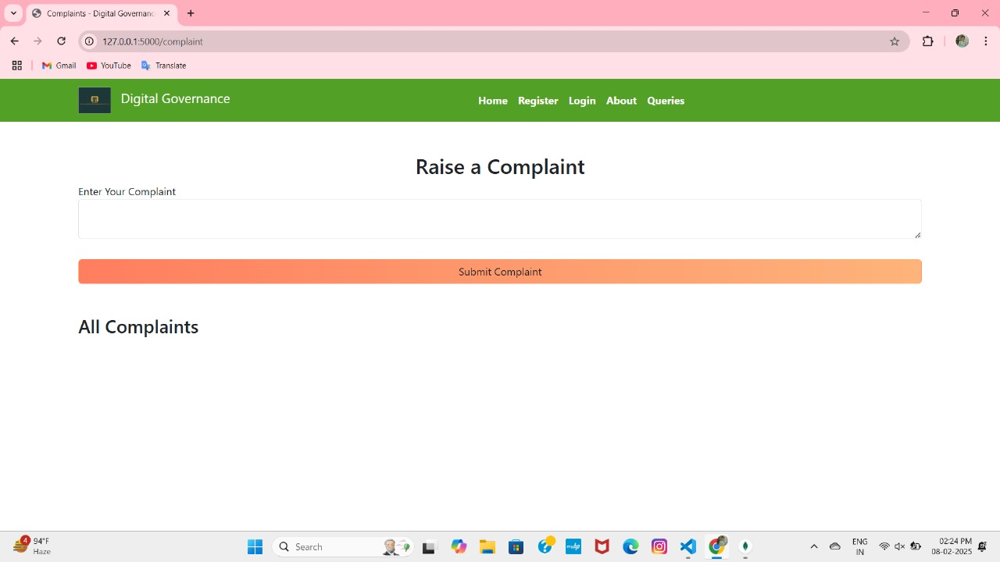 Complaints - Digital Governanc
127.0.0.1:5000/complaint
Gmail YouTube Translate
Digital Governance
Home Register Login About Queries
Raise a Complaint
Enter Your Complaint
Submit Complaint
All Complaints
4
94°F
Haze
Search
myhp
ENG
IN
02:24 PM
08-02-2025